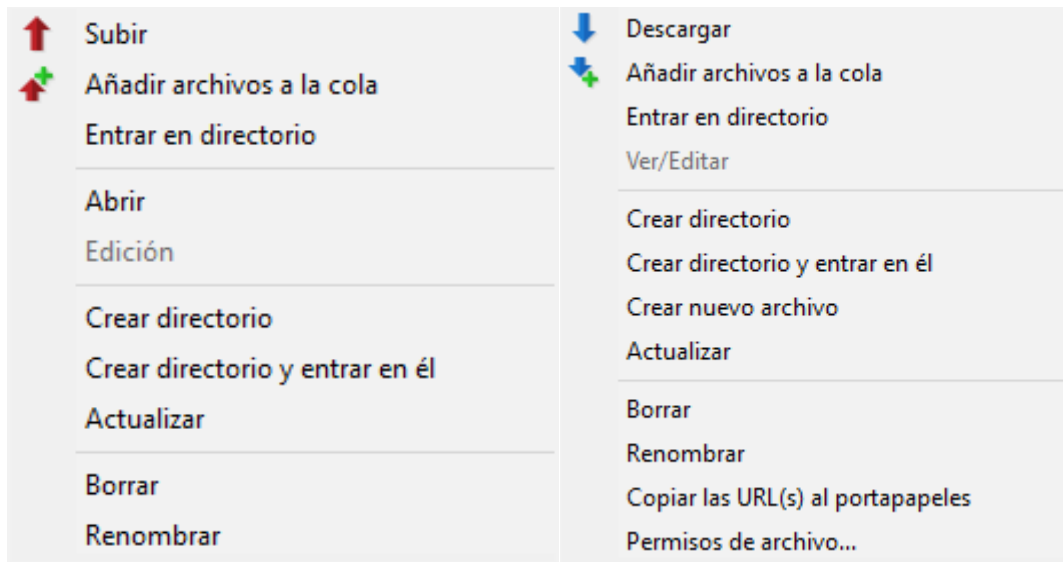 Subir
Añadir archivos a la cola
Entrar en directorio
Abrir
Edición
Crear directorio
Crear directorio y entrar en él
Actualizar
Borrar
Renombrar
Descargar
Añadir archivos a la cola
Entrar en directorio
Ver/Editar
Crear directorio
Crear directorio y entrar en él
Crear nuevo archivo
Actualizar
Borrar
Renombrar
Copiar las URL(s) al portapapeles
Permisos de archivo...